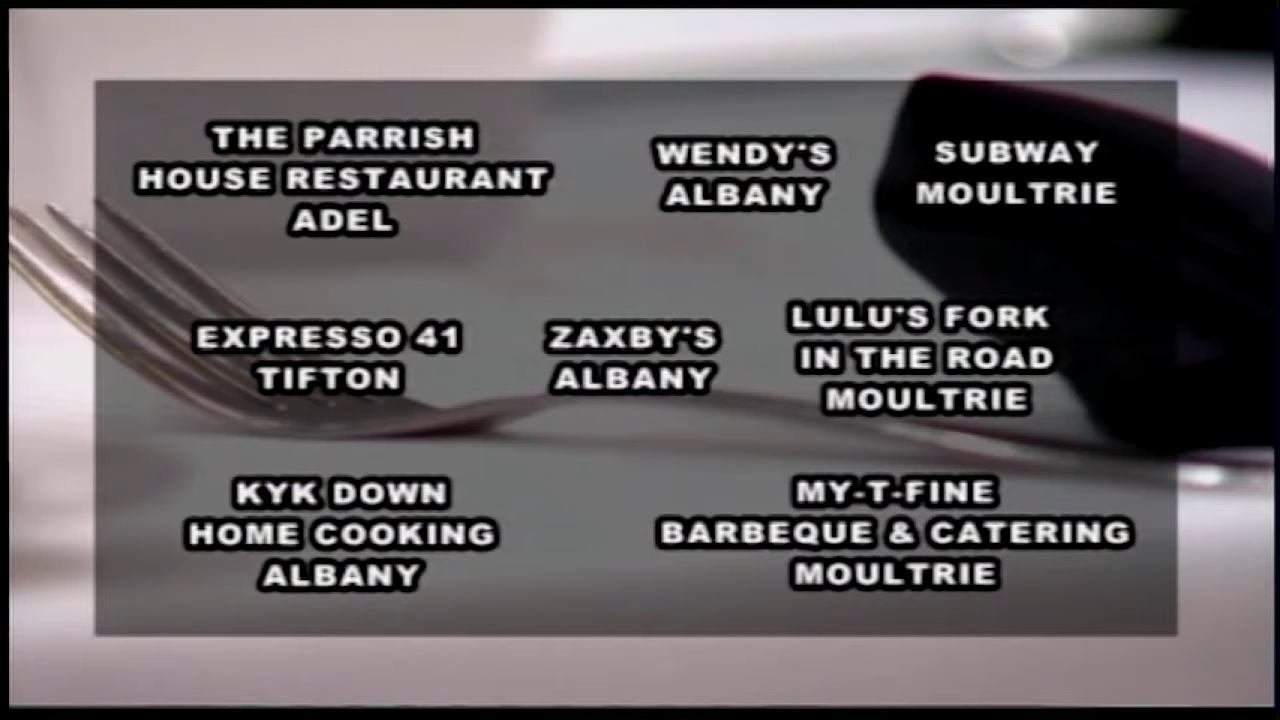 THE PARRISH
HOUSE RESTAURANT
ADEL
WENDY'S
ALBANY
SUBWAY
MOULTRIE
EXPRESSO 41
TIFTON
ZAXBY'S
ALBANY
LULU'S FORK
IN THE ROAD
MOULTRIE
KYK DOWN
HOME COOKING
ALBANY
MY-T-FINE
BARBEQUE & CATERING
MOULTRIE